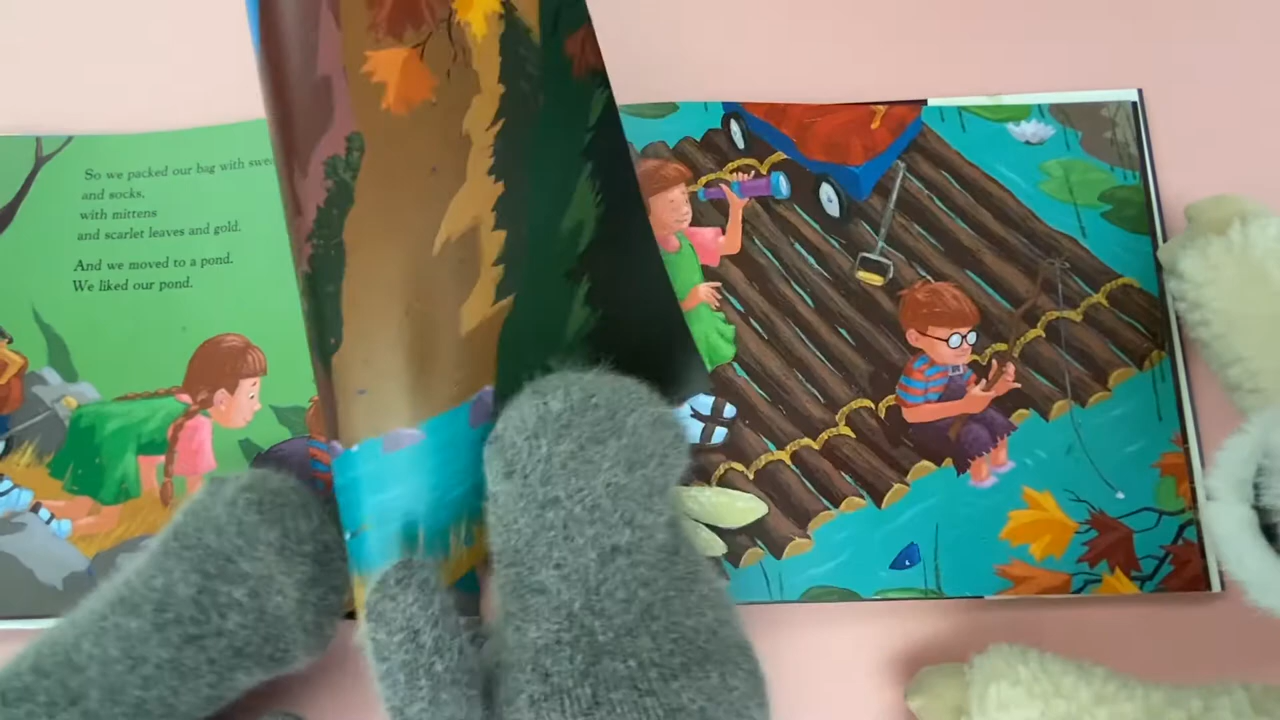 So we packed our bag with
and socks,
with mittens
and scarlet leaves and gold.
And we moved to a pond.
We liked our pond.